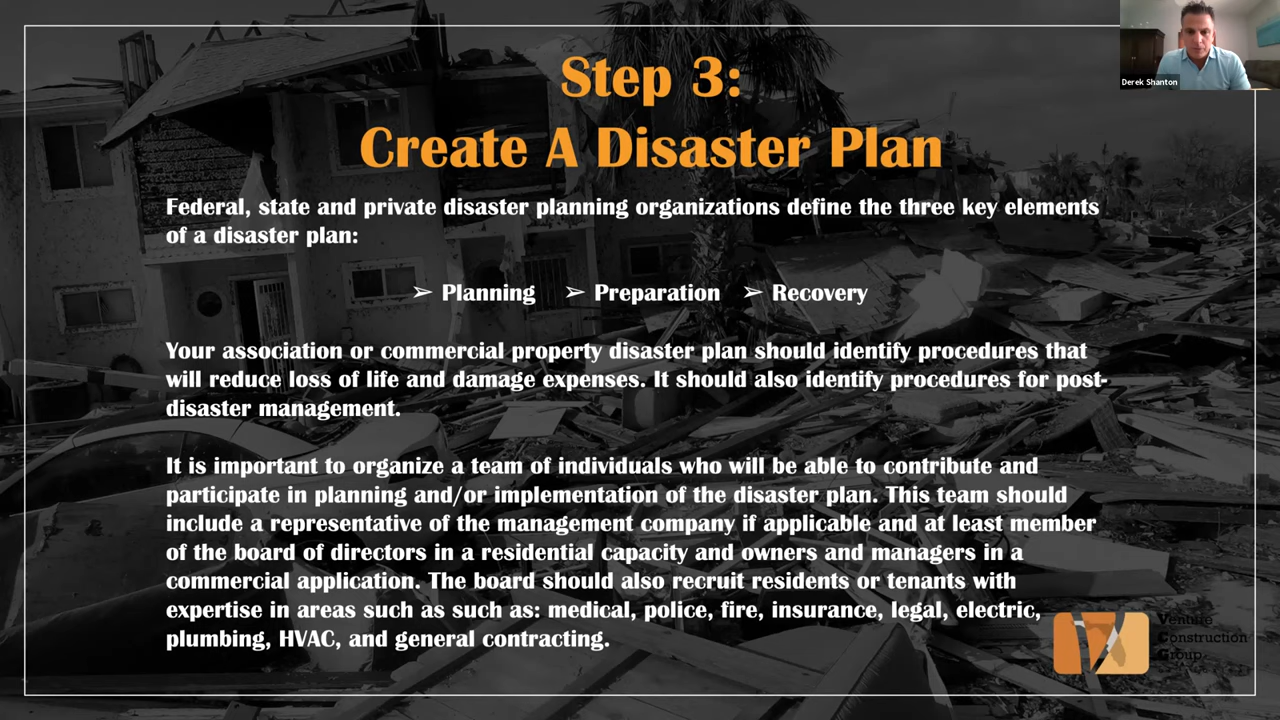 Step 3:
Create A Disaster Plan
Derek Shanton
Federal, state and private disaster planning organizations define the three key elements
of a disaster plan:
➢ Planning ➢ Preparation ➢ Recovery
Your association or commercial property disaster plan should identify procedures that
will reduce loss of life and damage expenses. It should also identify procedures for post-
disaster management.
It is important to organize a team of individuals who will be able to contribute and
participate in planning and/or implementation of the disaster plan. This team should
include a representative of the management company if applicable and at least member
of the board of directors in a residential capacity and owners and managers in a
commercial application. The board should also recruit residents or tenants with
expertise in areas such as such as: medical, police, fire, insurance, legal, electric,
plumbing, HVAC, and general contracting.
Venture
Construction
Group